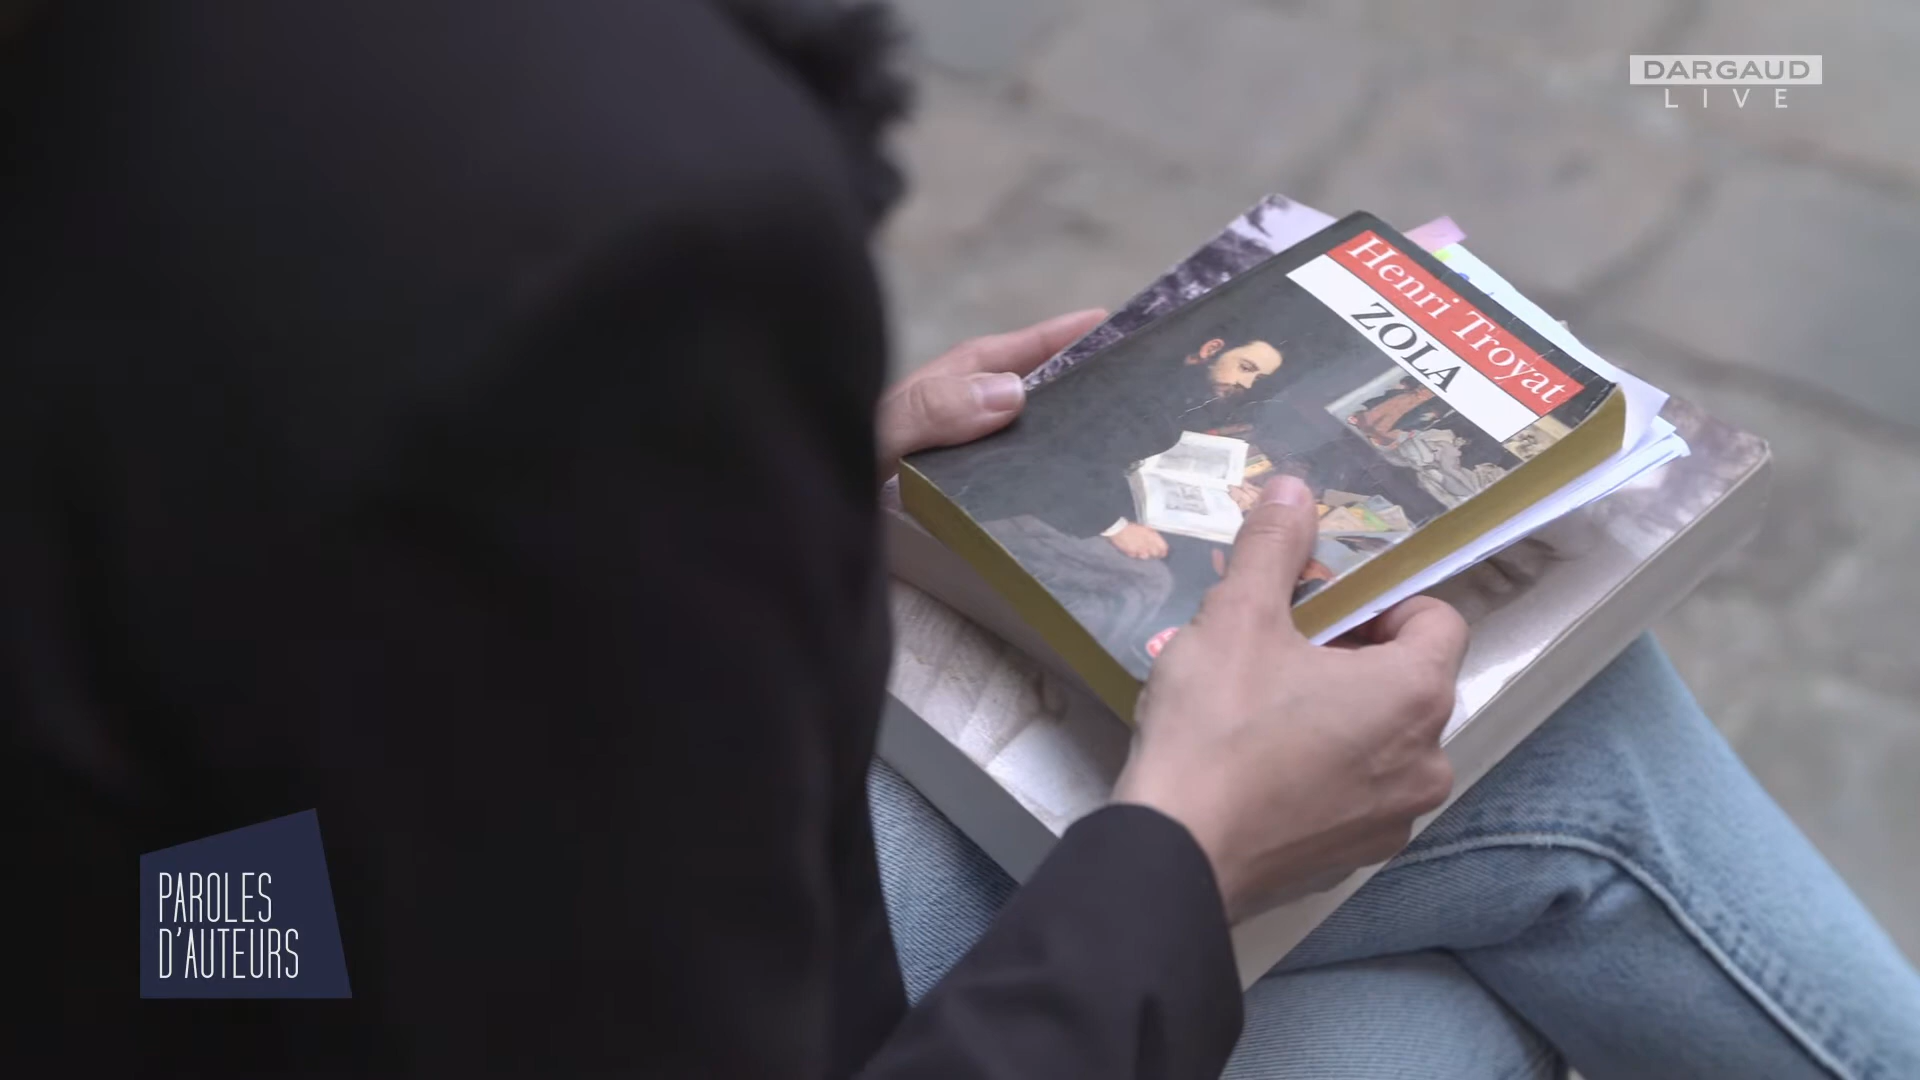 DARGAUD
LIVE
Henri Troyat
ZOLA
PAROLES
D'AUTEURS